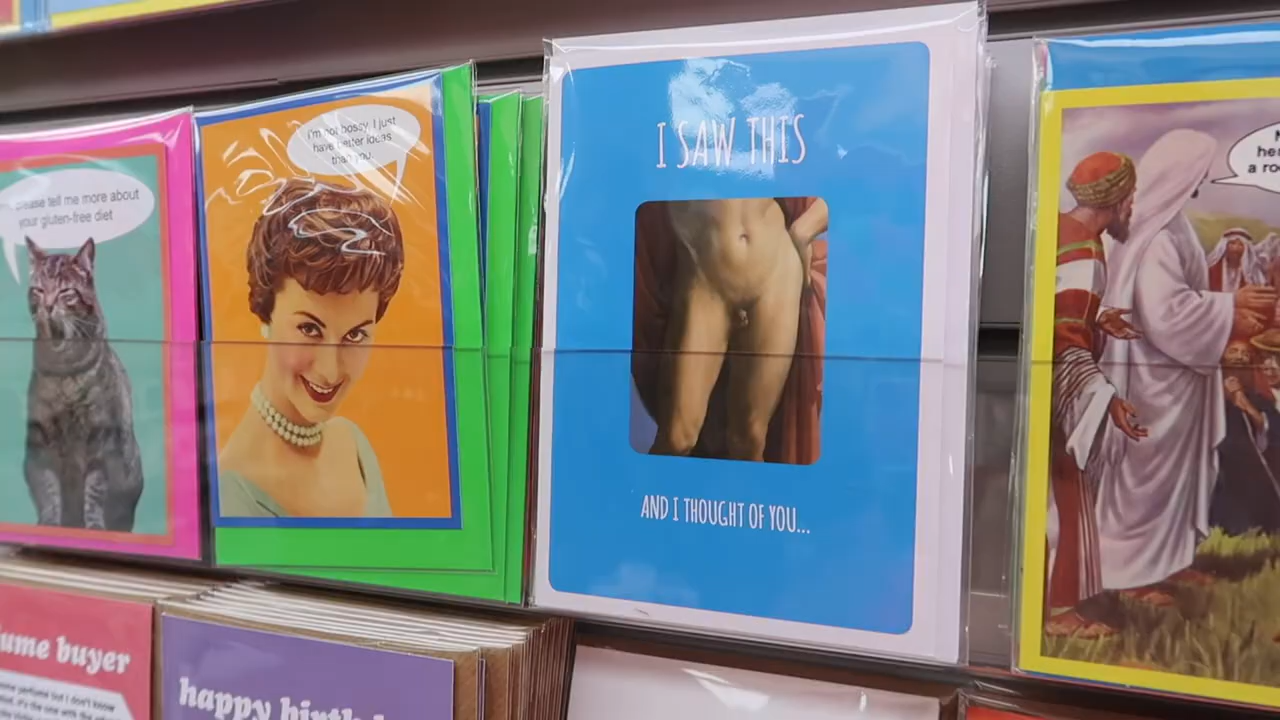 please tell me more about
your gluten-free diet
I'm not bossy, I just
have better ideas
than you.
I SAW THIS
AND I THOUGHT OF YOU...
a
ume buyer
happy